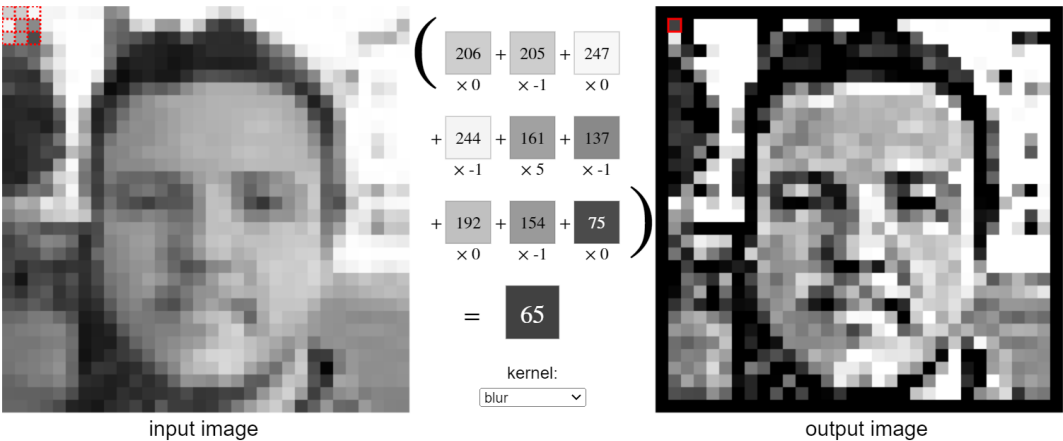 ( 206 + 205 + 247
× 0 × -1 × 0
+ 244 + 161 + 137
× -1 × 5 × -1
+ 192 + 154 + 75 )
× 0 × -1 × 0
= 65
kernel:
blur
input image
output image